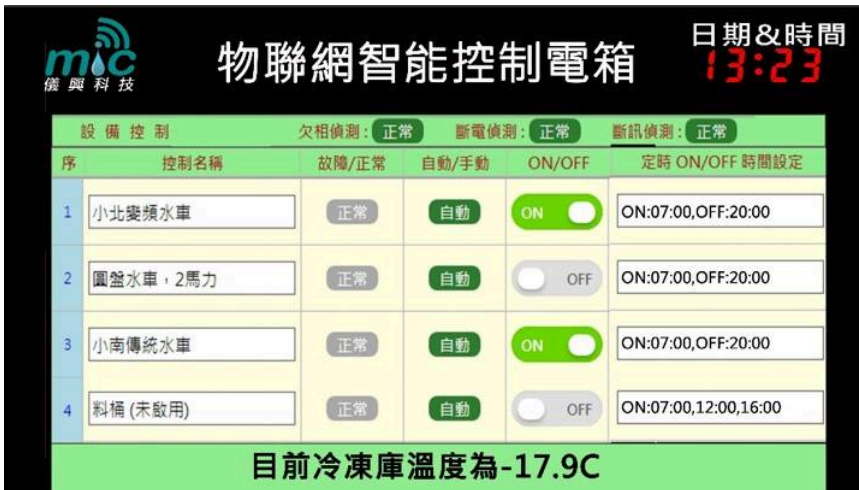 mic
儀興科技
物聯網智能控制電箱
日期&時間
13:23
設備控制 欠相偵測: 正常 斷電偵測: 正常 斷訊偵測: 正常
序 控制名稱 故障/正常 自動/手動 ON/OFF 定時 ON/OFF 時間設定
1 小北變頻水車 正常 自動 ON ON:07:00,OFF:20:00
2 圓盤水車，2馬力 正常 自動 OFF ON:07:00,OFF:20:00
3 小南傳統水車 正常 自動 ON ON:07:00,OFF:20:00
4 料桶 (未啟用) 正常 自動 OFF ON:07:00,12:00,16:00
目前冷凍庫溫度為-17.9C